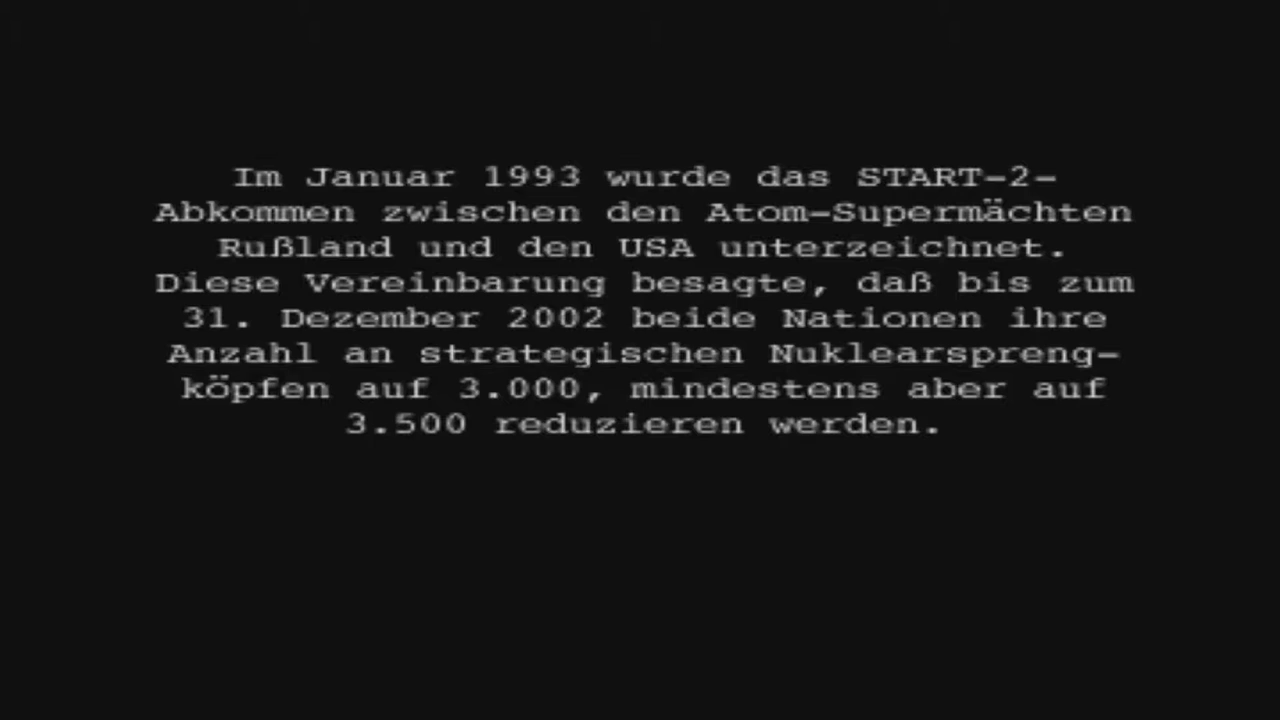 Im Januar 1993 wurde das START-2-
Abkommen zwischen den Atom-Supermächten
Rußland und den USA unterzeichnet.
Diese Vereinbarung besagte, daß bis zum
31. Dezember 2002 beide Nationen ihre
Anzahl an strategischen Nuklearspreng-
köpfen auf 3.000, mindestens aber auf
3.500 reduzieren werden.